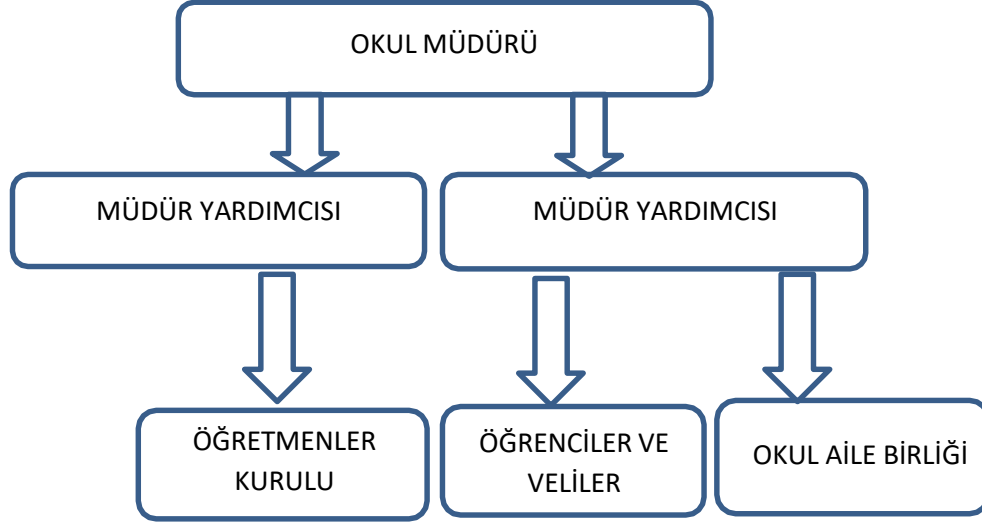 OKUL MÜDÜRÜ
MÜDÜR YARDIMCISI
MÜDÜR YARDIMCISI
ÖĞRETMENLER
KURULU
ÖĞRENCİLER VE
VELİLER
OKUL AİLE BİRLİĞİ